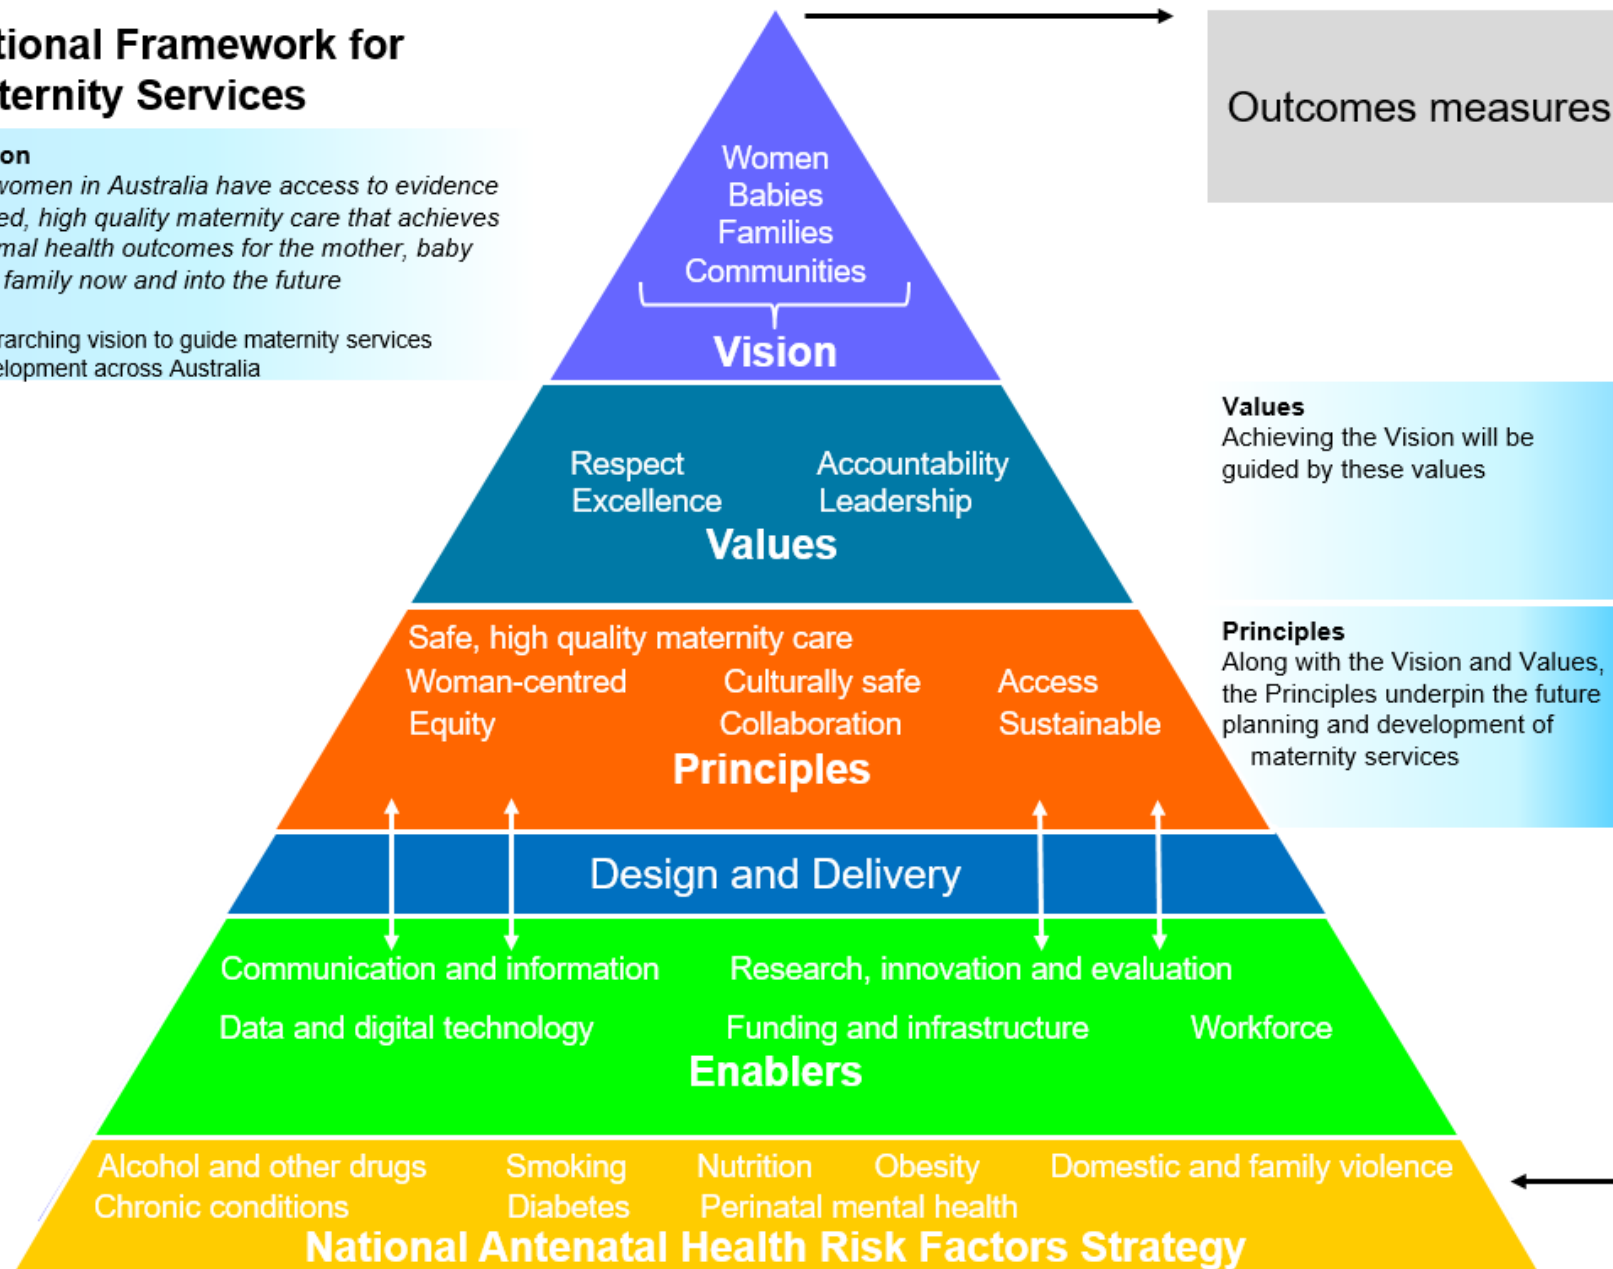 tional Framework for
ternity Services
on
women in Australia have access to evidence
ed, high quality maternity care that achieves
mal health outcomes for the mother, baby
family now and into the future
rarching vision to guide maternity services
elopment across Australia
Women
Babies
Families
Communities
Vision
Outcomes measures
Respect Accountability
Excellence Leadership
Values
Values
Achieving the Vision will be
guided by these values
Safe, high quality maternity care
Woman-centred Culturally safe Access
Equity Collaboration Sustainable
Principles
Principles
Along with the Vision and Values,
the Principles underpin the future
planning and development of
maternity services
Design and Delivery
Communication and information Research, innovation and evaluation
Data and digital technology Funding and infrastructure Workforce
Enablers
Alcohol and other drugs Smoking Nutrition Obesity Domestic and family violence
Chronic conditions Diabetes Perinatal mental health
National Antenatal Health Risk Factors Strategy